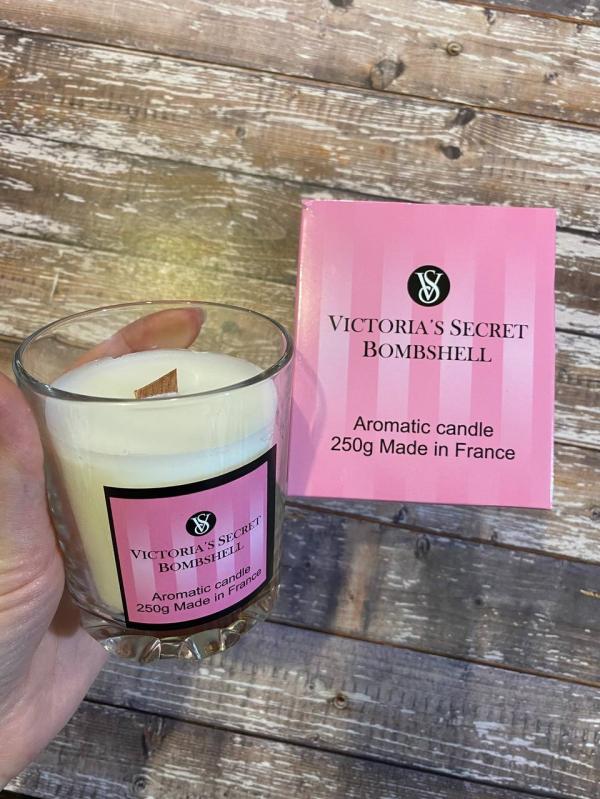 VS
VICTORIA'S SECRET
BOMBSHELL
Aromatic candle
250g Made in France
VS
VICTORIA'S SECRET
BOMBSHELL
Aromatic candle
250g Made in France